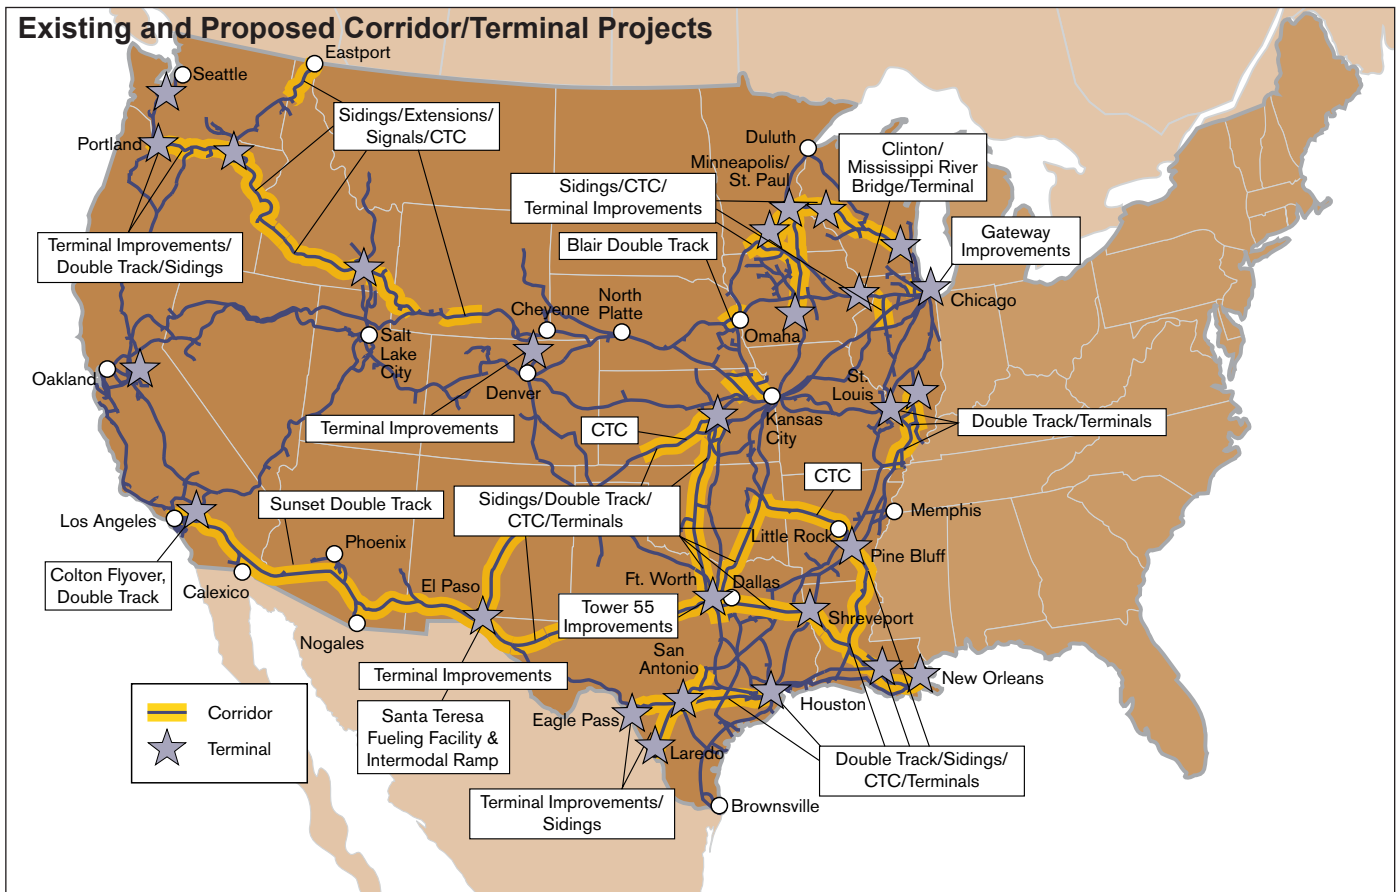 Existing and Proposed Corridor/Terminal Projects
Eastport
Seattle
Sidings/Extensions/
Signals/CTC
Portland
Duluth
Minneapolis/
St. Paul
Clinton/
Mississippi River
Bridge/Terminal
Sidings/CTC/
Terminal Improvements
Terminal Improvements/
Double Track/Sidings
Blair Double Track
Gateway
Improvements
Chicago
Cheyenne
North
Platte
Omaha
Salt
Lake
City
Oakland
Denver
St.
Louis
Kansas
City
Terminal Improvements
CTC
Double Track/Terminals
CTC
Sunset Double Track
Sidings/Double Track/
CTC/Terminals
Los Angeles
Phoenix
Memphis
Little Rock
Pine Bluff
Colton Flyover,
Double Track
Calexico
El Paso
Ft. Worth
Dallas
Tower 55
Improvements
Shreveport
Nogales
San
Antonio
Terminal Improvements
New Orleans
Houston
Eagle Pass
Corridor
Terminal
Santa Teresa
Fueling Facility &
Intermodal Ramp
Laredo
Double Track/Sidings/
CTC/Terminals
Terminal Improvements/
Sidings
Brownsville